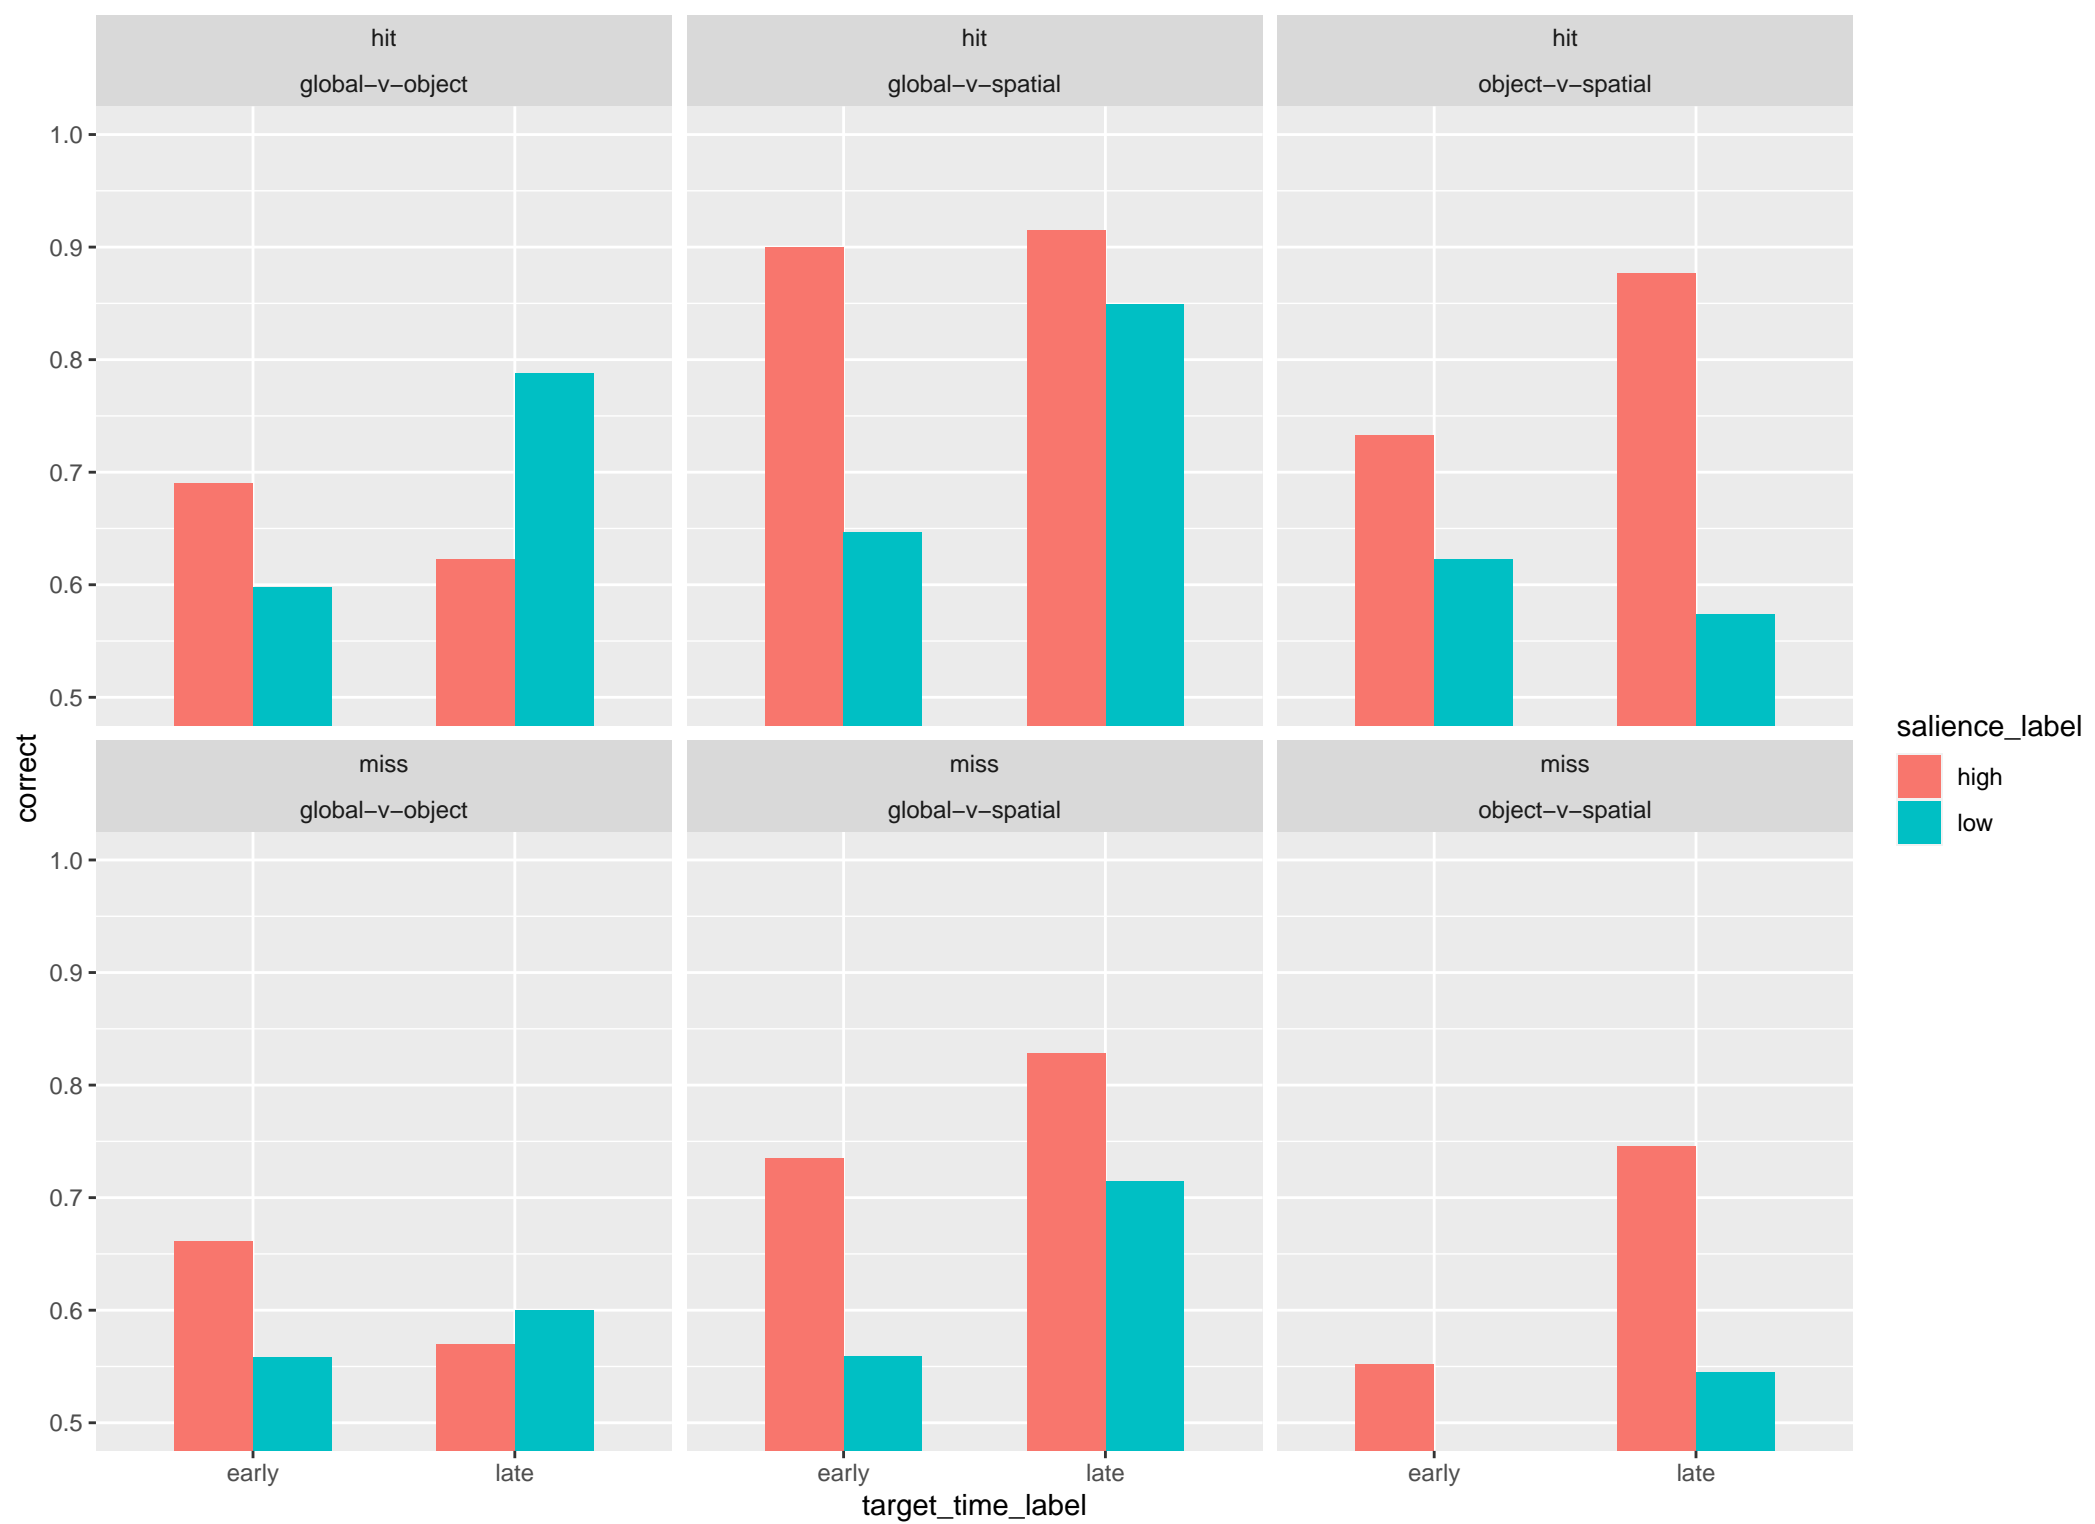 hit
hit
hit
global−v−object
global−v−spatial
object−v−spatial
1.0
0.9
0.8
0.7
0.6
0.5
correct
miss
miss
miss
global−v−object
global−v−spatial
object−v−spatial
1.0
0.9
0.8
0.7
0.6
0.5
early
late
early
late
early
late
target_time_label
salience_label
high
low